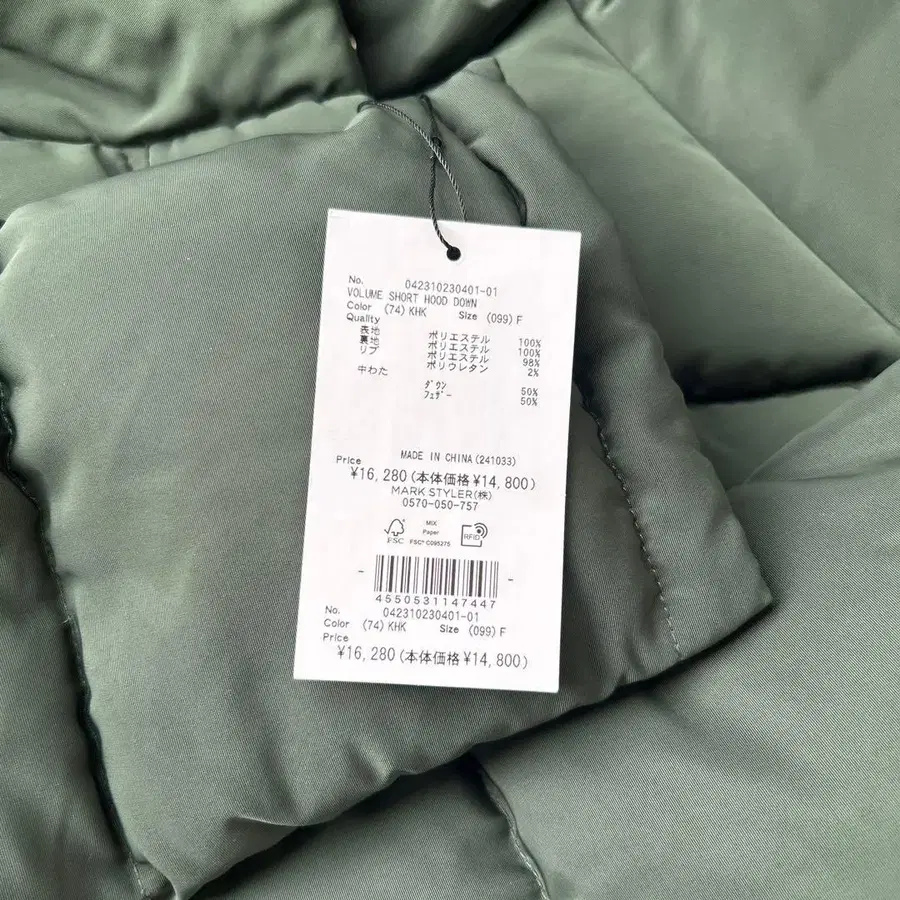 No. 042310230401-01
VOLUME SHORT HOOD DOWN
Color (74) KHK Size (099) F
Quality
表地 ポリエステル 100%
裏地 ポリエステル 100%
リブ ポリエステル 98%
ポリウレタン 2%
中わた
ダウン 50%
フェザー 50%
MADE IN CHINA(241033)
Price
¥16,280(本体価格¥14,800)
MARK STYLER(株)
0570-050-757
FSC
MIX
Paper
FSC® C095275
RFID
4550531147447
No. 042310230401-01
Color (74) KHK Size (099) F
Price
¥16,280(本体価格¥14,800)